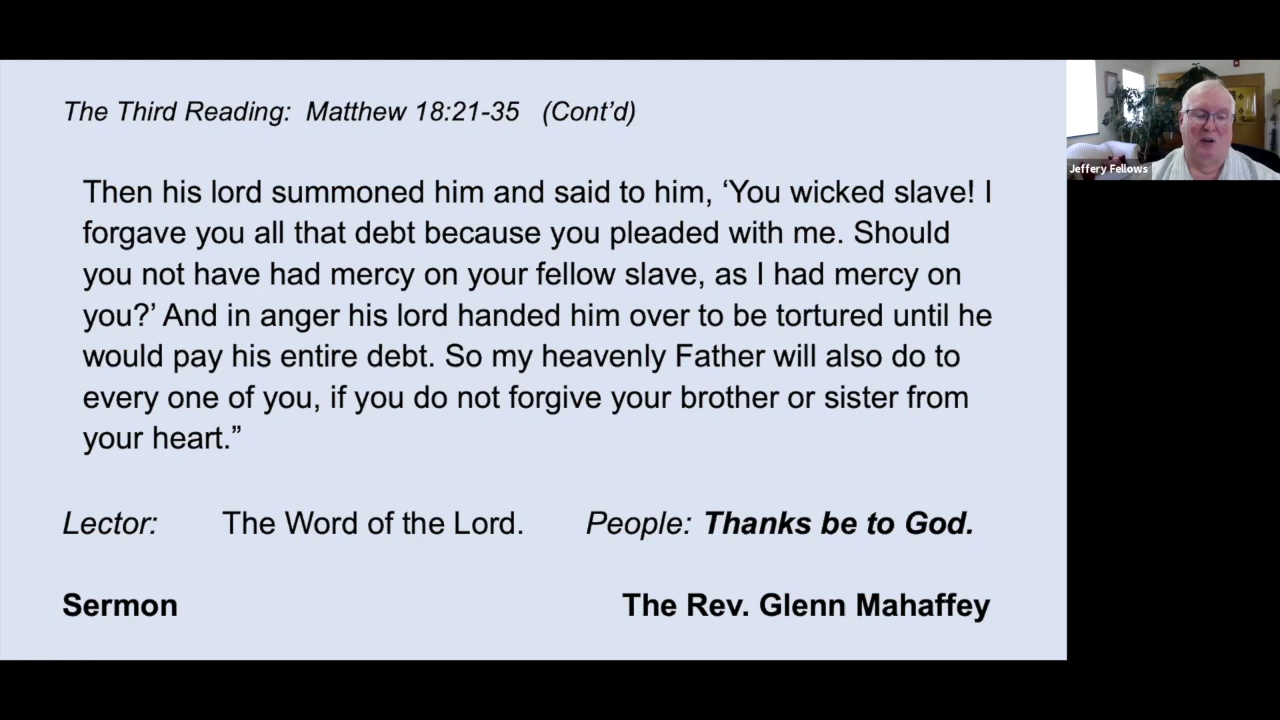 The Third Reading:  Matthew 18:21-35   (Cont’d)
Then his lord summoned him and said to him, ‘You wicked slave! I
forgave you all that debt because you pleaded with me. Should
you not have had mercy on your fellow slave, as I had mercy on
you?’ And in anger his lord handed him over to be tortured until he
would pay his entire debt. So my heavenly Father will also do to
every one of you, if you do not forgive your brother or sister from
your heart.”
Lector: The Word of the Lord. People: Thanks be to God.
Sermon The Rev. Glenn Mahaffey
Jeffery Fellows